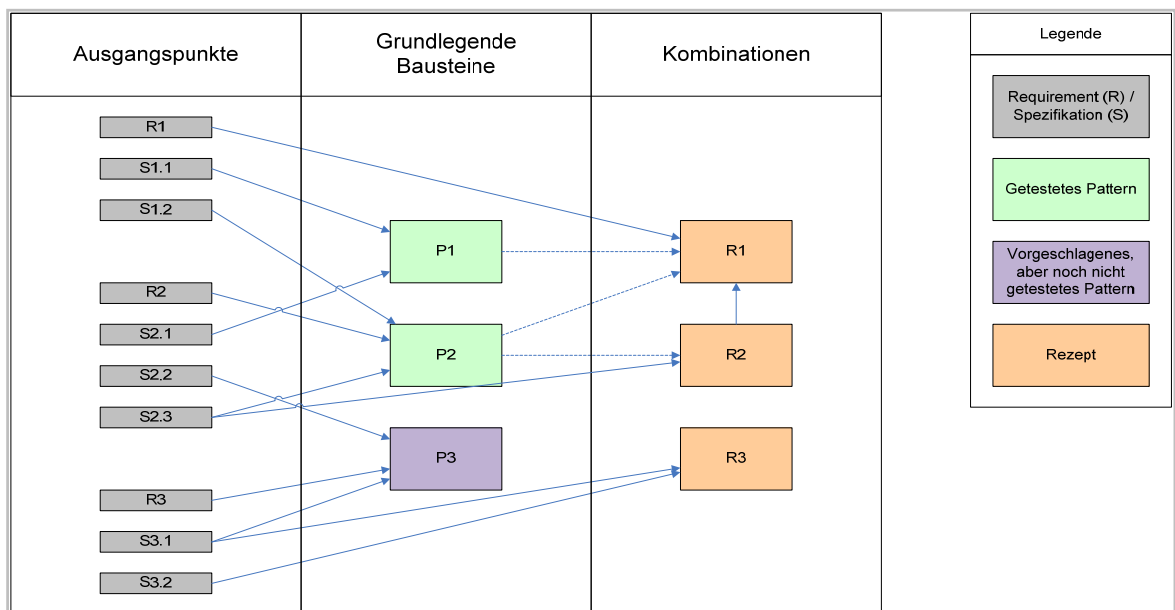 Ausgangspunkte
Grundlegende
Bausteine
Kombinationen
Legende
R1
S1.1
S1.2
R2
S2.1
S2.2
S2.3
R3
S3.1
S3.2
P1
P2
P3
R1
R2
R3
Requirement (R) /
Spezifikation (S)
Getestetes Pattern
Vorgeschlagenes,
aber noch nicht
getestetes Pattern
Rezept